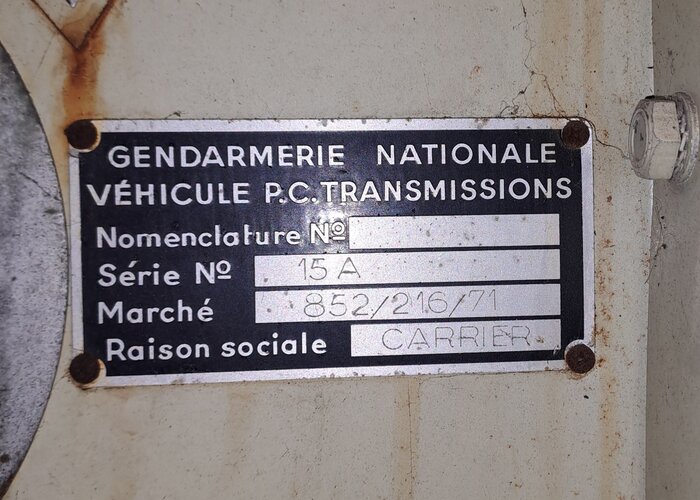 GENDARMERIE NATIONALE
VÉHICULE P.C. TRANSMISSIONS
Nomenclature Nº
Série Nº 15 A
Marché 852/216/71
Raison sociale CARRIER